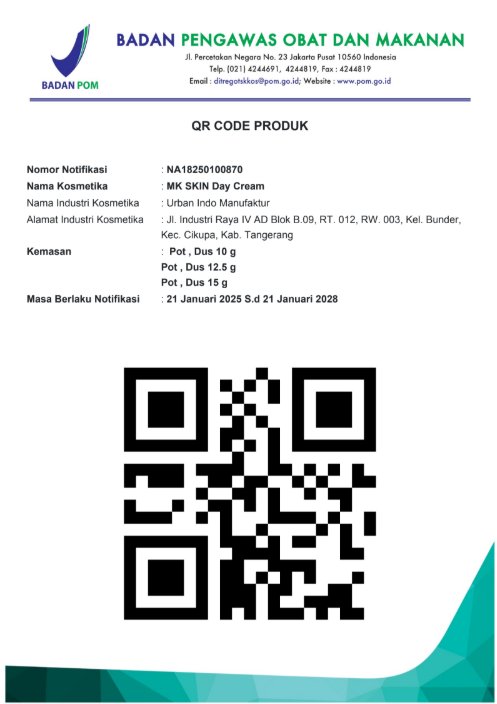 BADAN POM
BADAN PENGAWAS OBAT DAN MAKANAN
Jl. Percetakan Negara No. 23 Jakarta Pusat 10560 Indonesia
Telp. (021) 4244691, 4244819, Fax : 4244819
Email : ditregotskkos@pom.go.id; Website : www.pom.go.id
QR CODE PRODUK
Nomor Notifikasi : NA18250100870
Nama Kosmetika : MK SKIN Day Cream
Nama Industri Kosmetika : Urban Indo Manufaktur
Alamat Industri Kosmetika : Jl. Industri Raya IV AD Blok B.09, RT. 012, RW. 003, Kel. Bunder,
Kec. Cikupa, Kab. Tangerang
Kemasan : Pot , Dus 10 g
Pot , Dus 12.5 g
Pot , Dus 15 g
Masa Berlaku Notifikasi : 21 Januari 2025 S.d 21 Januari 2028